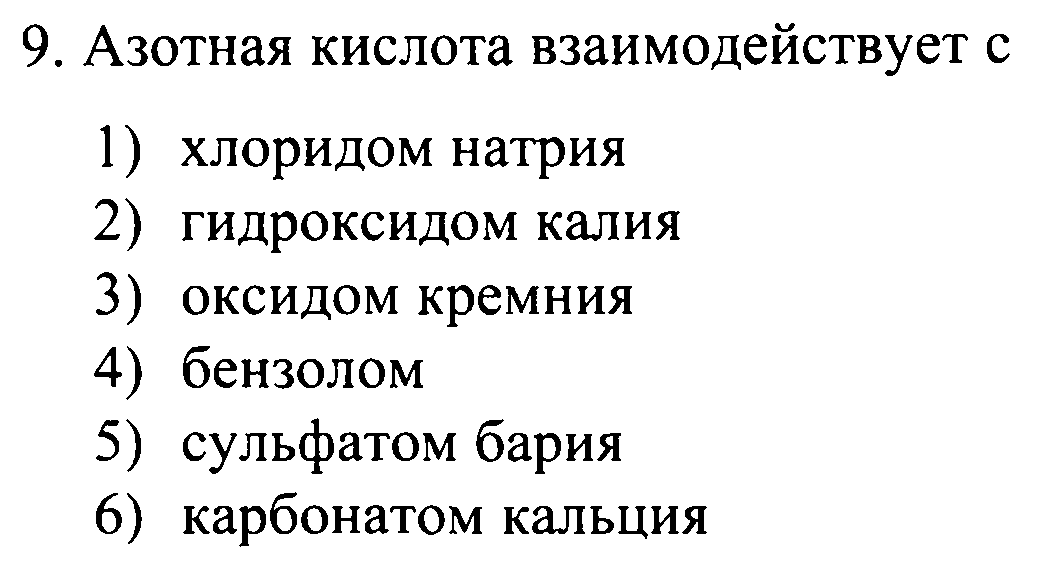 9. Азотная кислота взаимодействует с
1) хлоридом натрия
2) гидроксидом калия
3) оксидом кремния
4) бензолом
5) сульфатом бария
6) карбонатом кальция